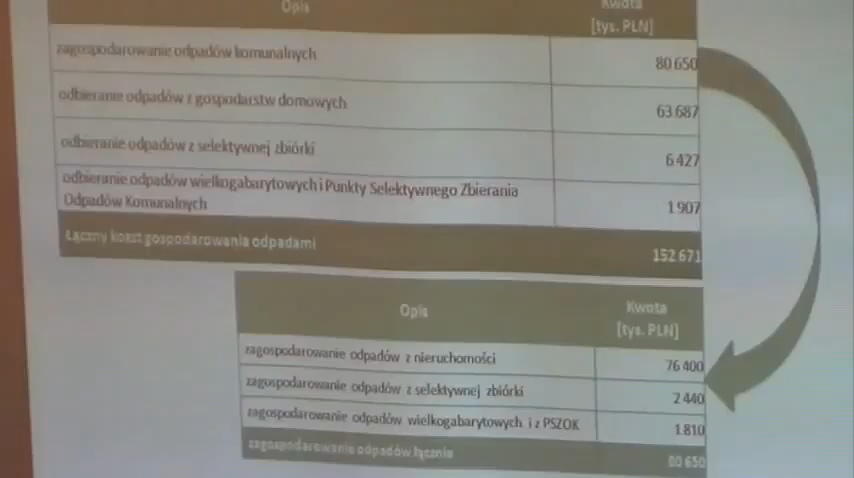 Opis Kwota
[tys. PLN]
zagospodarowanie odpadów komunalnych 80 650
odbieranie odpadów z gospodarstw domowych 63 687
odbieranie odpadów z selektywnej zbiórki 6 427
odbieranie odpadów wielkogabarytowych i Punkty Selektywnego Zbierania
Odpadów Komunalnych 1 907
Łączny koszt gospodarowania odpadami 152 671
Opis Kwota
[tys. PLN]
zagospodarowanie odpadów z nieruchomości 76 400
zagospodarowanie odpadów z selektywnej zbiórki 2 440
zagospodarowanie odpadów wielkogabarytowych i z PSZOK 1 810
zagospodarowanie odpadów łącznie 80 650